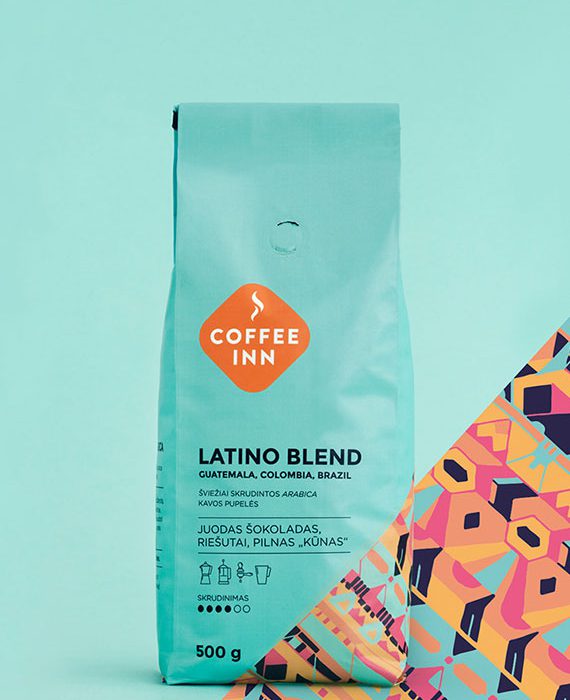 COFFEE
INN
LATINO BLEND
GUATEMALA, COLOMBIA, BRAZIL
ŠVIEŽIAI SKRUDINTOS ARABICA
KAVOS PUPELĖS
JUODAS ŠOKOLADAS,
RIEŠUTAI, PILNAS „KŪNAS“
SKRUDINIMAS
500 g